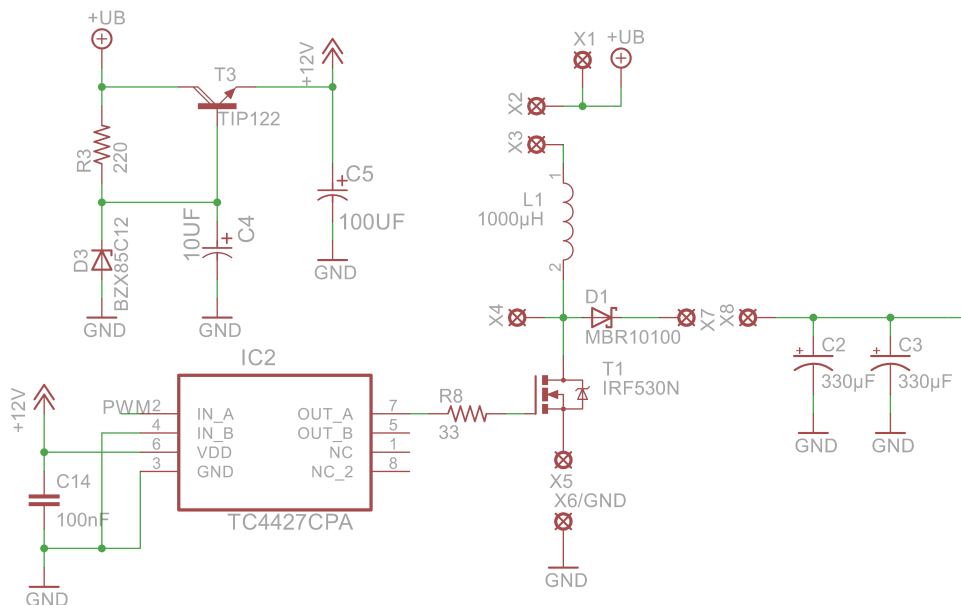 +UB
T3
TIP122
+12V
R3
220
D3
BZX85C12
10UF
C4
C5
100UF
GND
GND
GND
X1
+UB
X2
X3
1
L1
1000µH
2
X4
D1
MBR10100
X7
X8
C2
330µF
C3
330µF
GND
GND
T1
IRF530N
R8
33
X5
X6/GND
GND
IC2
+12V
PWM
2
4
6
3
IN_A
IN_B
VDD
GND
OUT_A
OUT_B
NC
NC_2
7
5
1
8
TC4427CPA
C14
100nF
GND